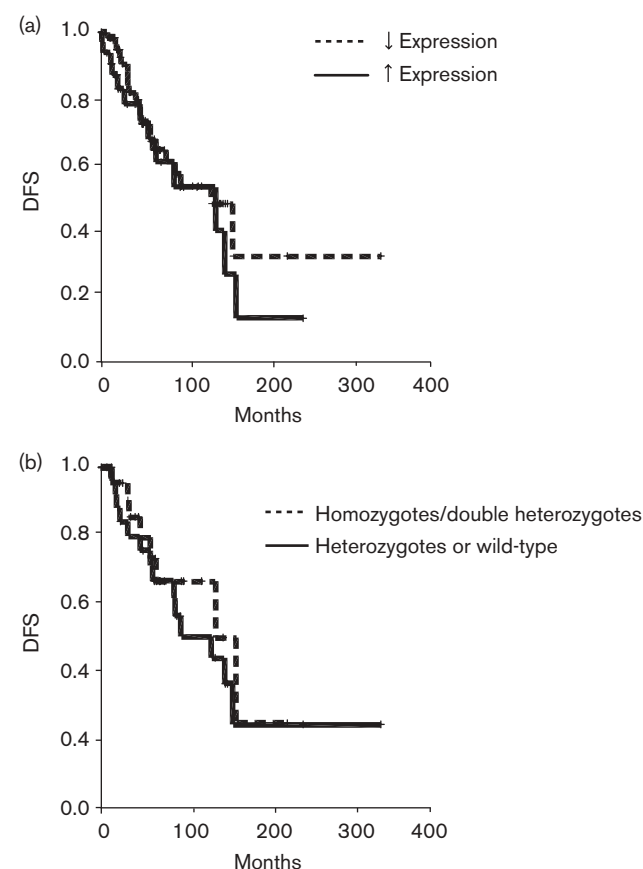 (a)
1.0
0.8
0.6
0.4
0.2
0.0
DFS
0 100 200 300 400
Months
↓ Expression
↑ Expression
(b)
1.0
0.8
0.6
0.4
0.4
0.0
DFS
0 100 200 300 400
Months
Homozygotes/double heterozygotes
Heterozygotes or wild-type